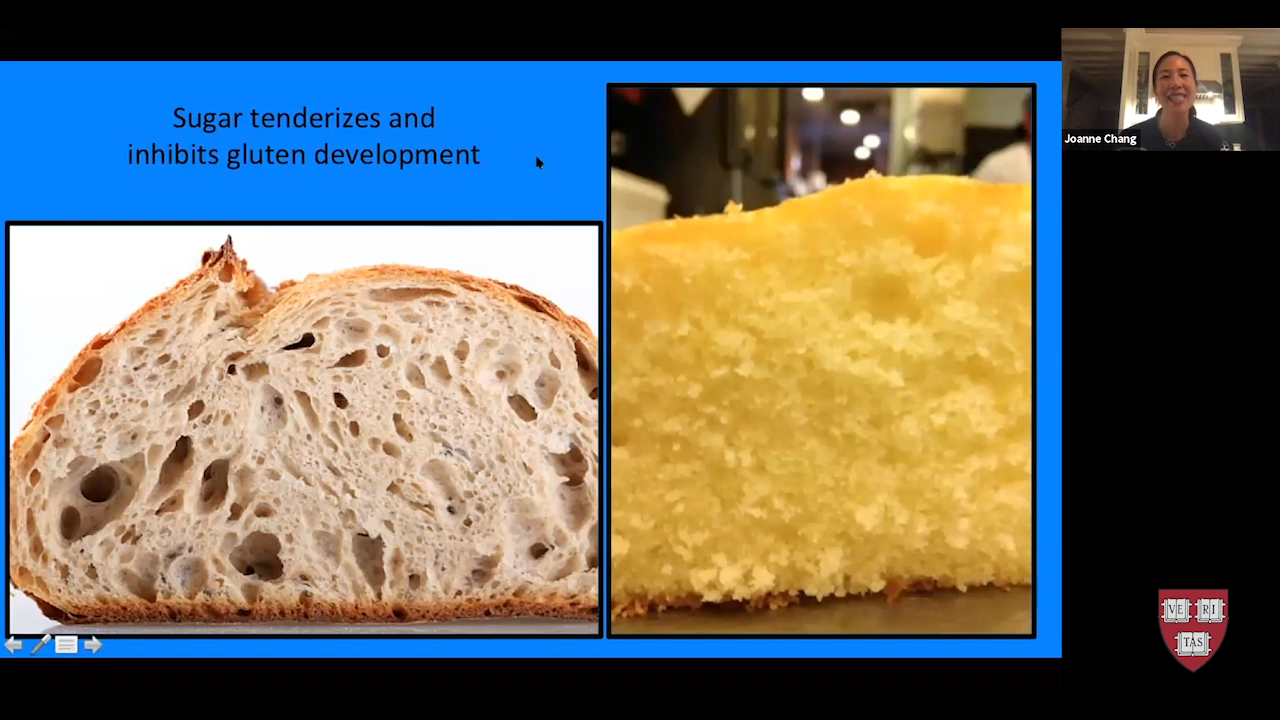 Sugar tenderizes and
inhibits gluten development
Joanne Chang
VE RI
TAS